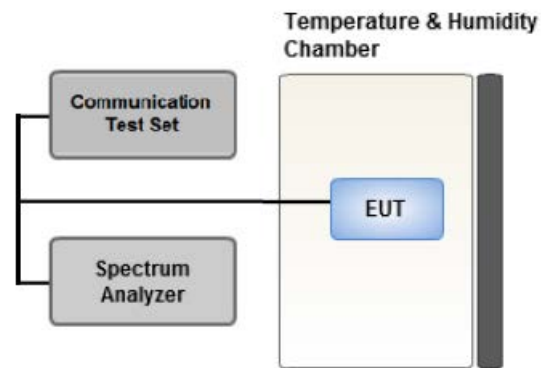 Temperature & Humidity
Chamber
Communication
Test Set
EUT
Spectrum
Analyzer